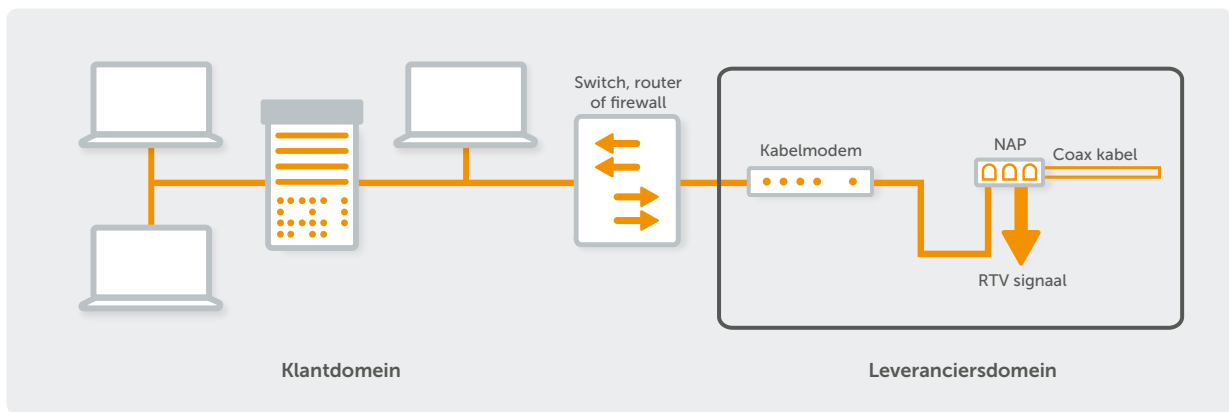 Switch, router
of firewall
Kabelmodem
NAP
Coax kabel
RTV signaal
Klantdomein
Leveranciersdomein